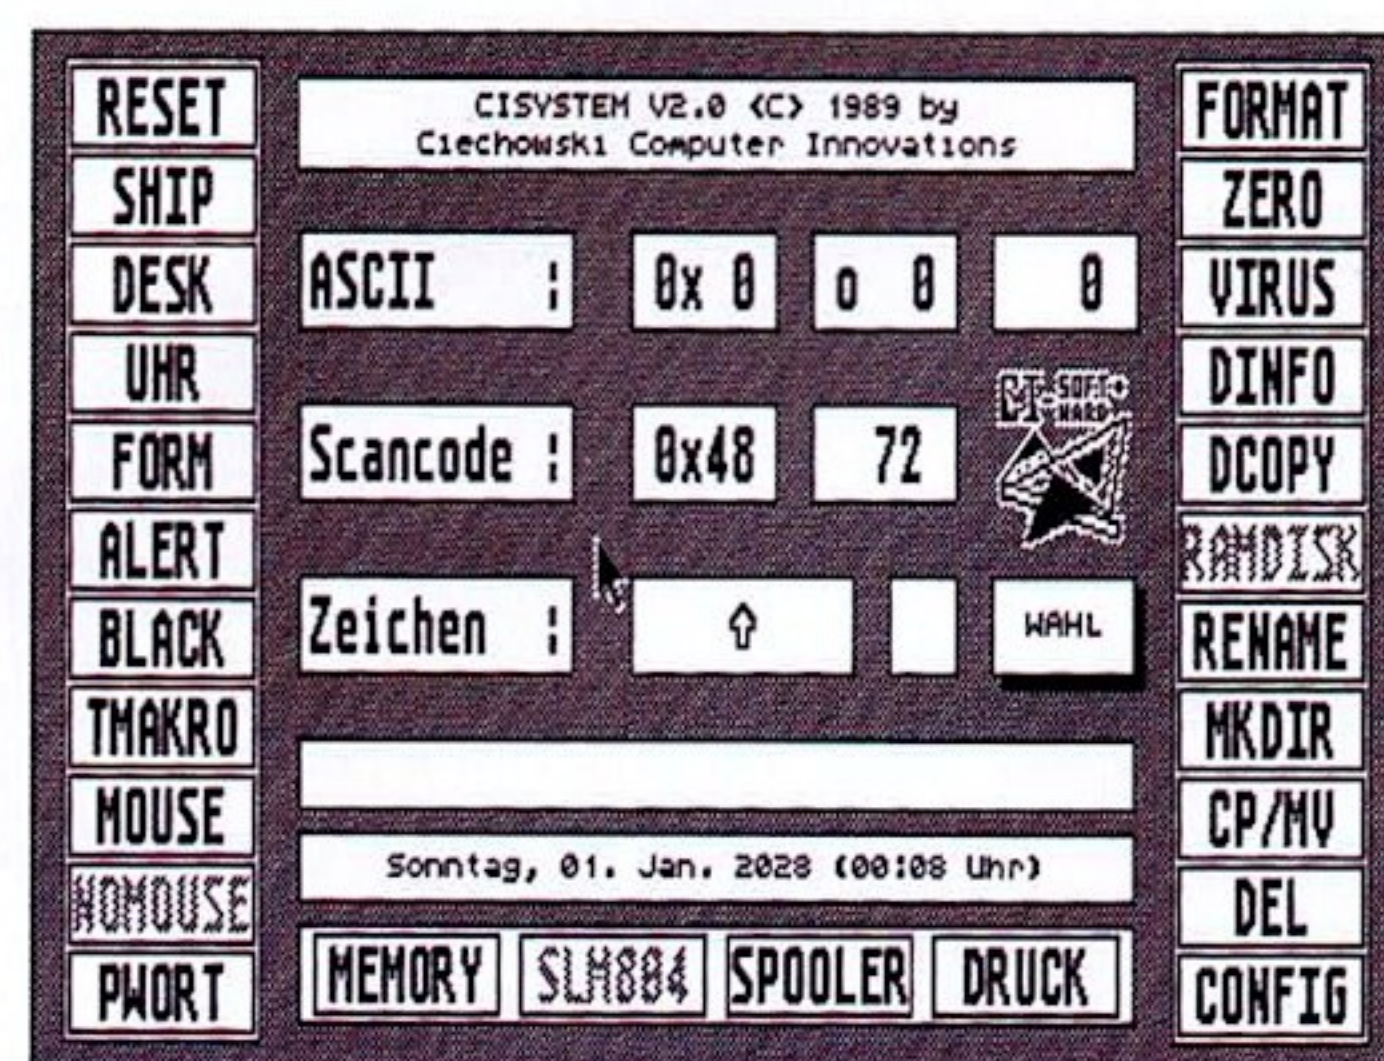 RESET
SHIP
DESK
UHR
FORM
ALERT
BLACK
TMAKRO
MOUSE
NOMOUSE
PWORT
CISYSTEM V2.0 (C) 1989 by
Ciechowski Computer Innovations
ASCII : 0x 0 o 0 0
Scancode : 0x48 72
SOFT+
HARD
Zeichen : ⇧ WAHL
Sonntag, 01. Jan. 2028 (00:08 Uhr)
MEMORY SLM804 SPOOLER DRUCK
FORMAT
ZERO
VIRUS
DINFO
DCOPY
RAMDISK
RENAME
MKDIR
CP/MV
DEL
CONFIG